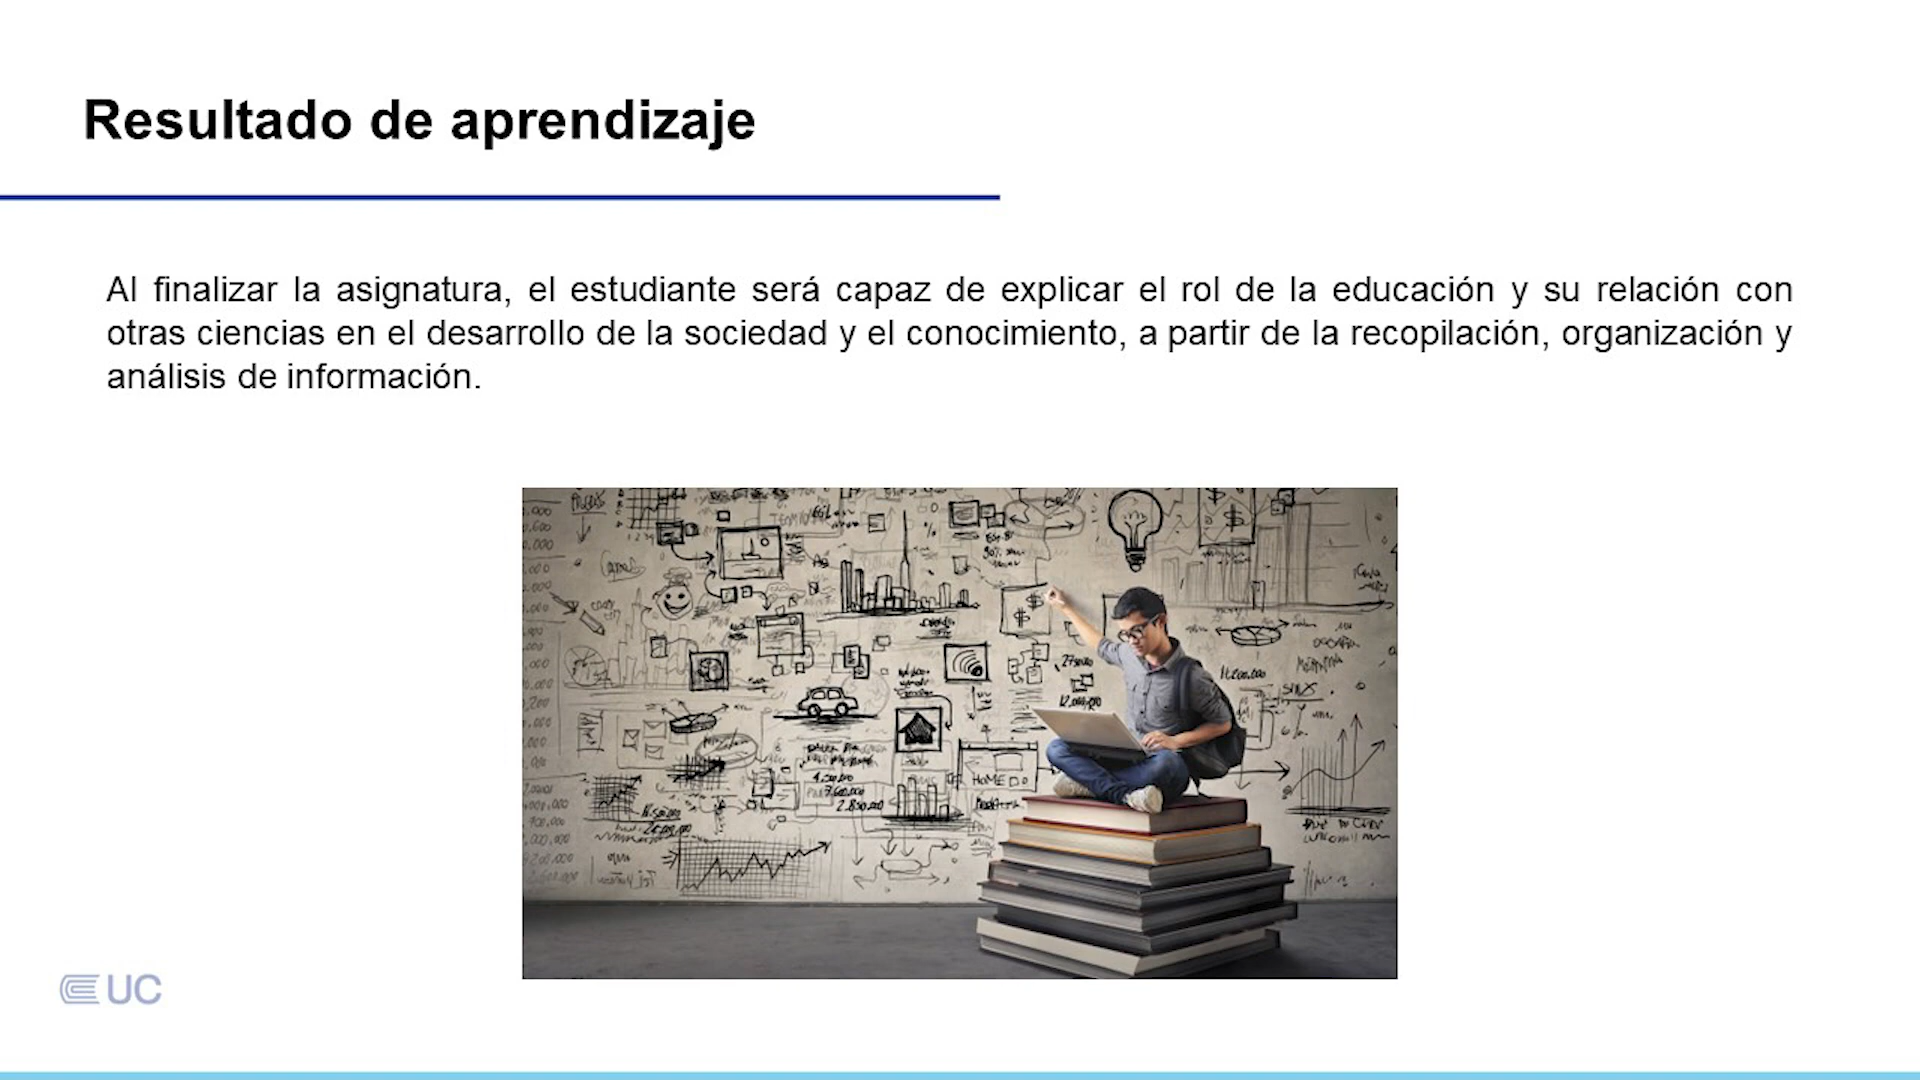 Resultado de aprendizaje
Al finalizar la asignatura, el estudiante será capaz de explicar el rol de la educación y su relación con
otras ciencias en el desarrollo de la sociedad y el conocimiento, a partir de la recopilación, organización y
análisis de información.
HOME
UC